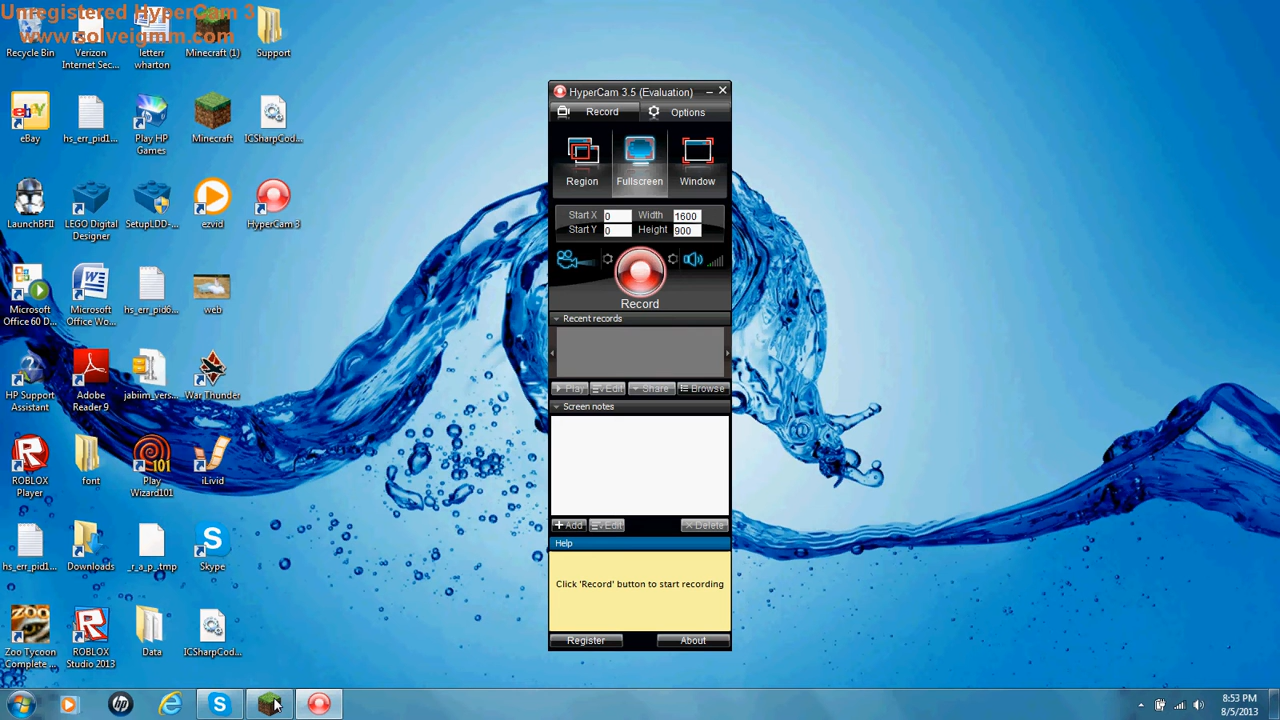 Unregistered HyperCam 3
www.solveigmm.com
Recycle Bin
Verizon
Internet Sec...
letterr
wharton
Minecraft (1)
Support
eBay
hs_err_pid1...
Play HP
Games
Minecraft
ICSharpCod...
LaunchBFII
LEGO Digital
Designer
SetupLDD-...
ezvid
HyperCam 3
Microsoft
Office 60 D...
Microsoft
Office Wo...
hs_err_pid6...
web
HP Support
Assistant
Adobe
Reader 9
jabiim_vers...
War Thunder
ROBLOX
Player
font
Play
Wizard101
iLivid
hs_err_pid1...
Downloads
_r_a_p_.tmp
Skype
Zoo Tycoon
Complete ...
ROBLOX
Studio 2013
Data
ICSharpCod...
HyperCam 3.5 (Evaluation)
Record
Options
Region
Fullscreen
Window
Start X 0 Width 1600
Start Y 0 Height 900
Record
Recent records
Play Edit Share Browse
Screen notes
Add Edit Delete
Help
Click 'Record' button to start recording
Register About
8:53 PM
8/5/2013